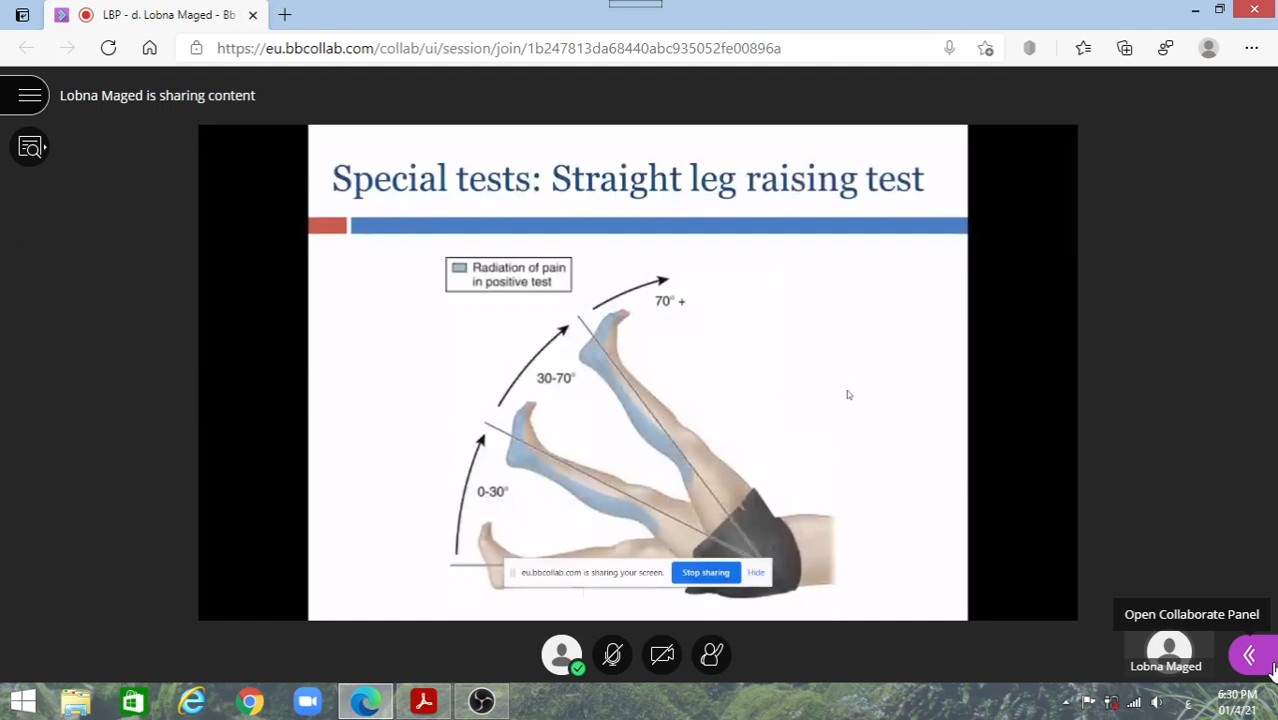 LBP - d. Lobna Maged - Bb
https://eu.bbcollab.com/collab/ui/session/join/1b247813da68440abc935052fe00896a
Lobna Maged is sharing content
Special tests: Straight leg raising test
Radiation of pain
in positive test
70° +
30-70°
0-30°
eu.bbcollab.com is sharing your screen.
Stop sharing
Hide
Open Collaborate Panel
Lobna Maged
6:30 PM
01/4/21